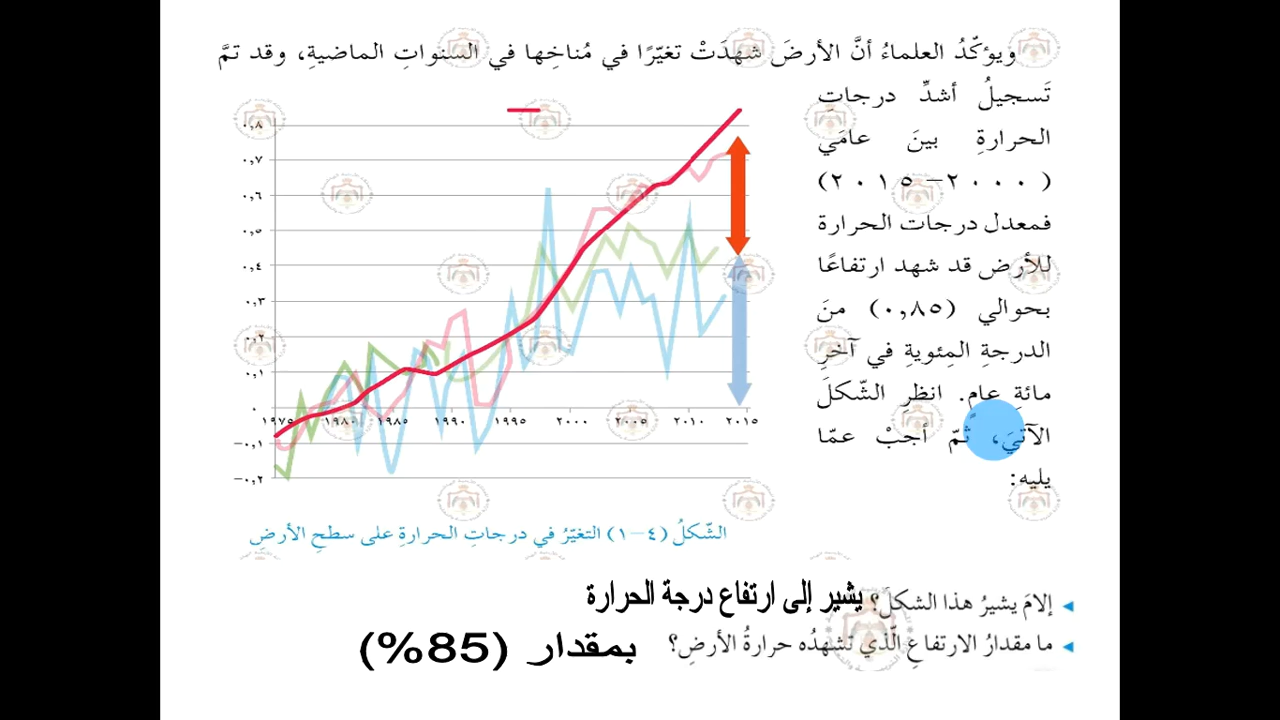 ويؤكّدُ العلماءُ أنَّ الأرضَ شهدَتْ تغيّرًا في مُناخِها في السنواتِ الماضيةِ، وقد تمَّ
تَسجيلُ أشدِّ درجاتِ
الحرارةِ بينَ عامَي
(٢٠٠٠–٢٠١٥)
فمعدل درجات الحرارة
للأرض قد شهد ارتفاعًا
بحوالي (٠,٨٥) منَ
الدرجةِ المِئويةِ في آخرِ
مائةِ عامٍ. انظرِ الشّكلَ
الآتيَ، ثمّ أجبْ عمّا
يليه:
٠,٨
٠,٧
٠,٦
٠,٥
٠,٤
٠,٣
٠,٢
٠,١
٠
١٩٧٥ ١٩٨٠ ١٩٨٥ ١٩٩٠ ١٩٩٥ ٢٠٠٠ ٢٠٠٥ ٢٠١٠ ٢٠١٥
–٠,١
–٠,٢
الشّكلُ (٤–١) التغيّرُ في درجاتِ الحرارةِ على سطحِ الأرضِ
إلامَ يشيرُ هذا الشكل؟ يشير إلى ارتفاع درجة الحرارة
ما مقدارُ الارتفاعِ الّذي تَشهدُه حرارةُ الأرضِ؟ بمقدار (85%)